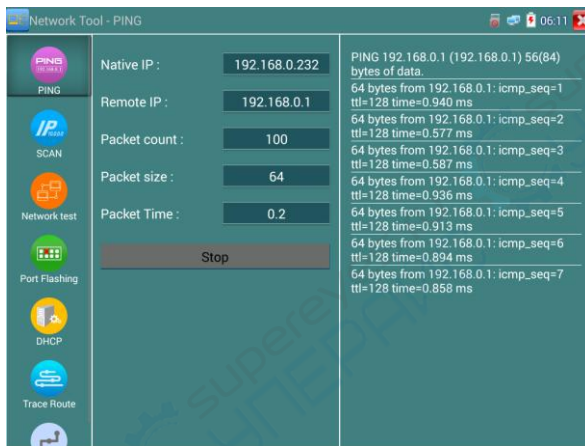 Network Tool - PING
06:11
PING
PING
SCAN
Network test
Port Flashing
DHCP
Trace Route
Native IP :
192.168.0.232
Remote IP :
192.168.0.1
Packet count :
100
Packet size :
64
Packet Time :
0.2
Stop
PING 192.168.0.1 (192.168.0.1) 56(84)
bytes of data.
64 bytes from 192.168.0.1: icmp_seq=1
ttl=128 time=0.940 ms
64 bytes from 192.168.0.1: icmp_seq=2
ttl=128 time=0.577 ms
64 bytes from 192.168.0.1: icmp_seq=3
ttl=128 time=0.587 ms
64 bytes from 192.168.0.1: icmp_seq=4
ttl=128 time=0.936 ms
64 bytes from 192.168.0.1: icmp_seq=5
ttl=128 time=0.913 ms
64 bytes from 192.168.0.1: icmp_seq=6
ttl=128 time=0.894 ms
64 bytes from 192.168.0.1: icmp_seq=7
ttl=128 time=0.858 ms